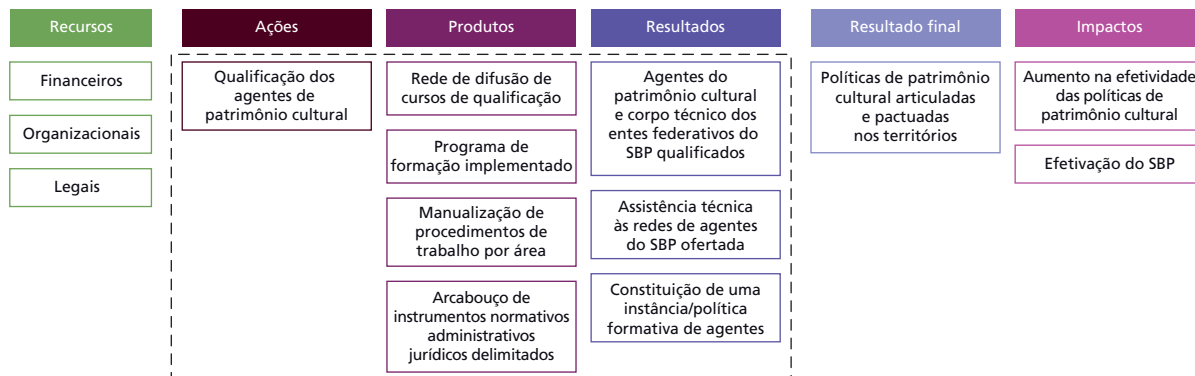 Recursos
Financeiros
Organizacionais
Legais
Ações
Qualificação dos
agentes de
patrimônio cultural
Produtos
Rede de difusão de
cursos de qualificação
Programa de
formação implementado
Manualização de
procedimentos de
trabalho por área
Arcabouço de
instrumentos normativos
administrativos
jurídicos delimitados
Resultados
Agentes do
patrimônio cultural
e corpo técnico dos
entes federativos do
SBP qualificados
Assistência técnica
às redes de agentes
do SBP ofertada
Constituição de uma
instância/política
formativa de agentes
Resultado final
Políticas de patrimônio
cultural articuladas
e pactuadas
nos territórios
Impactos
Aumento na efetividade
das políticas de
patrimônio cultural
Efetivação do SBP